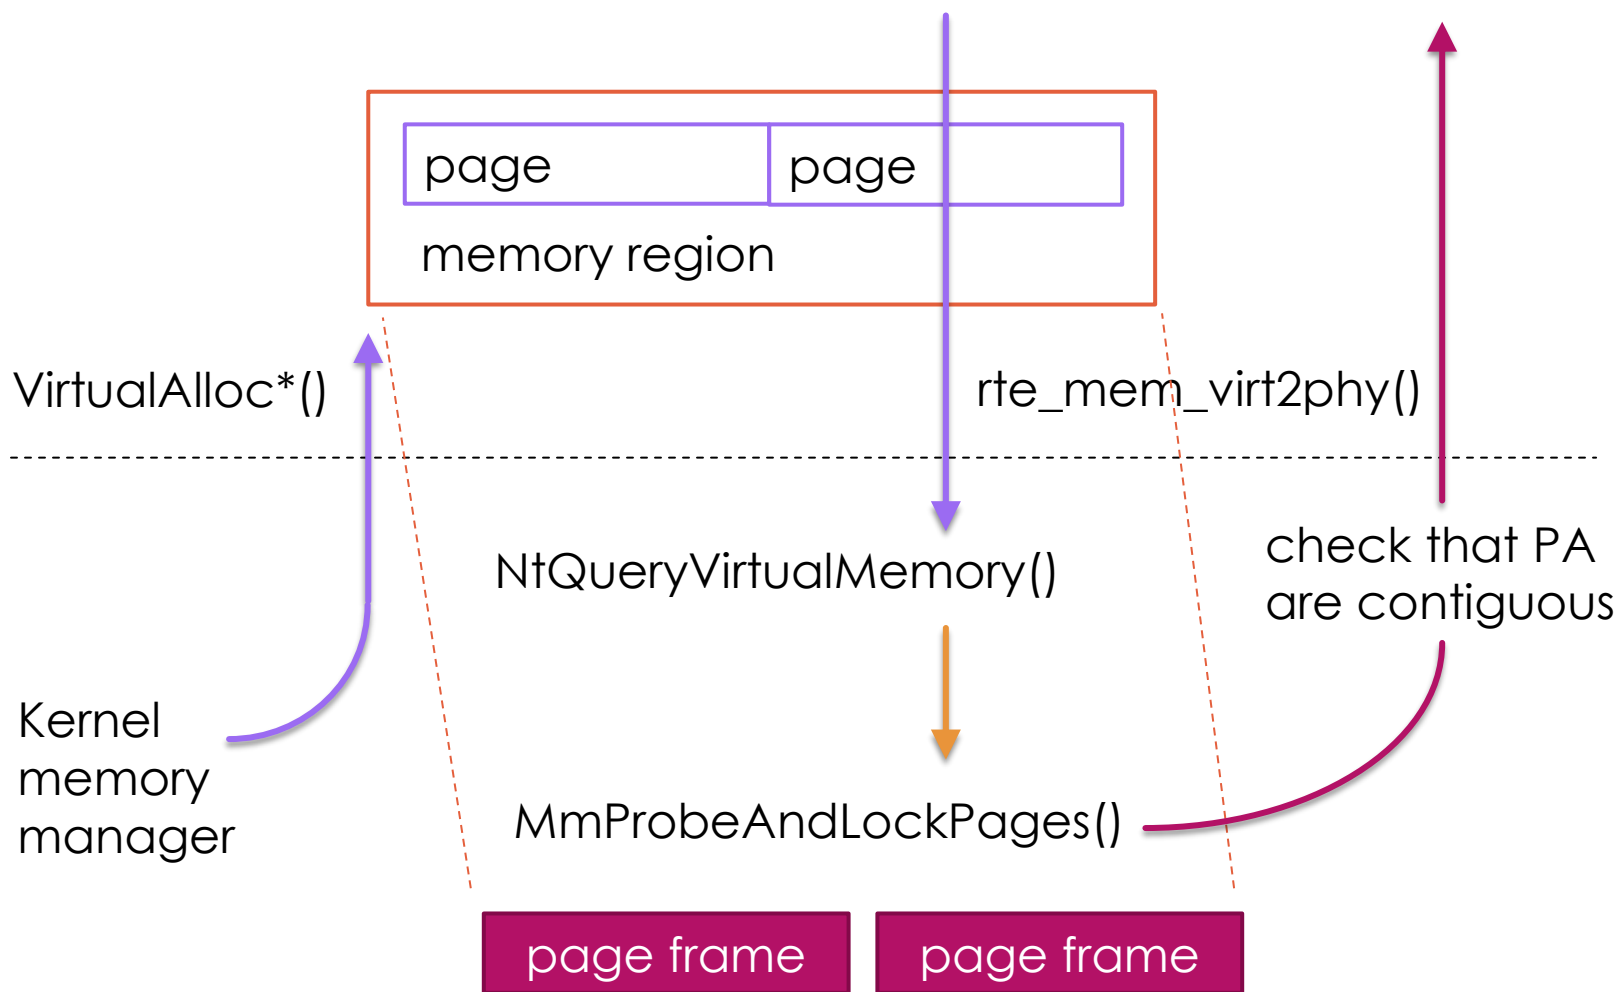 page
page
memory region
VirtualAlloc*()
rte_mem_virt2phy()
NtQueryVirtualMemory()
check that PA
are contiguous
Kernel
memory
manager
MmProbeAndLockPages()
page frame
page frame